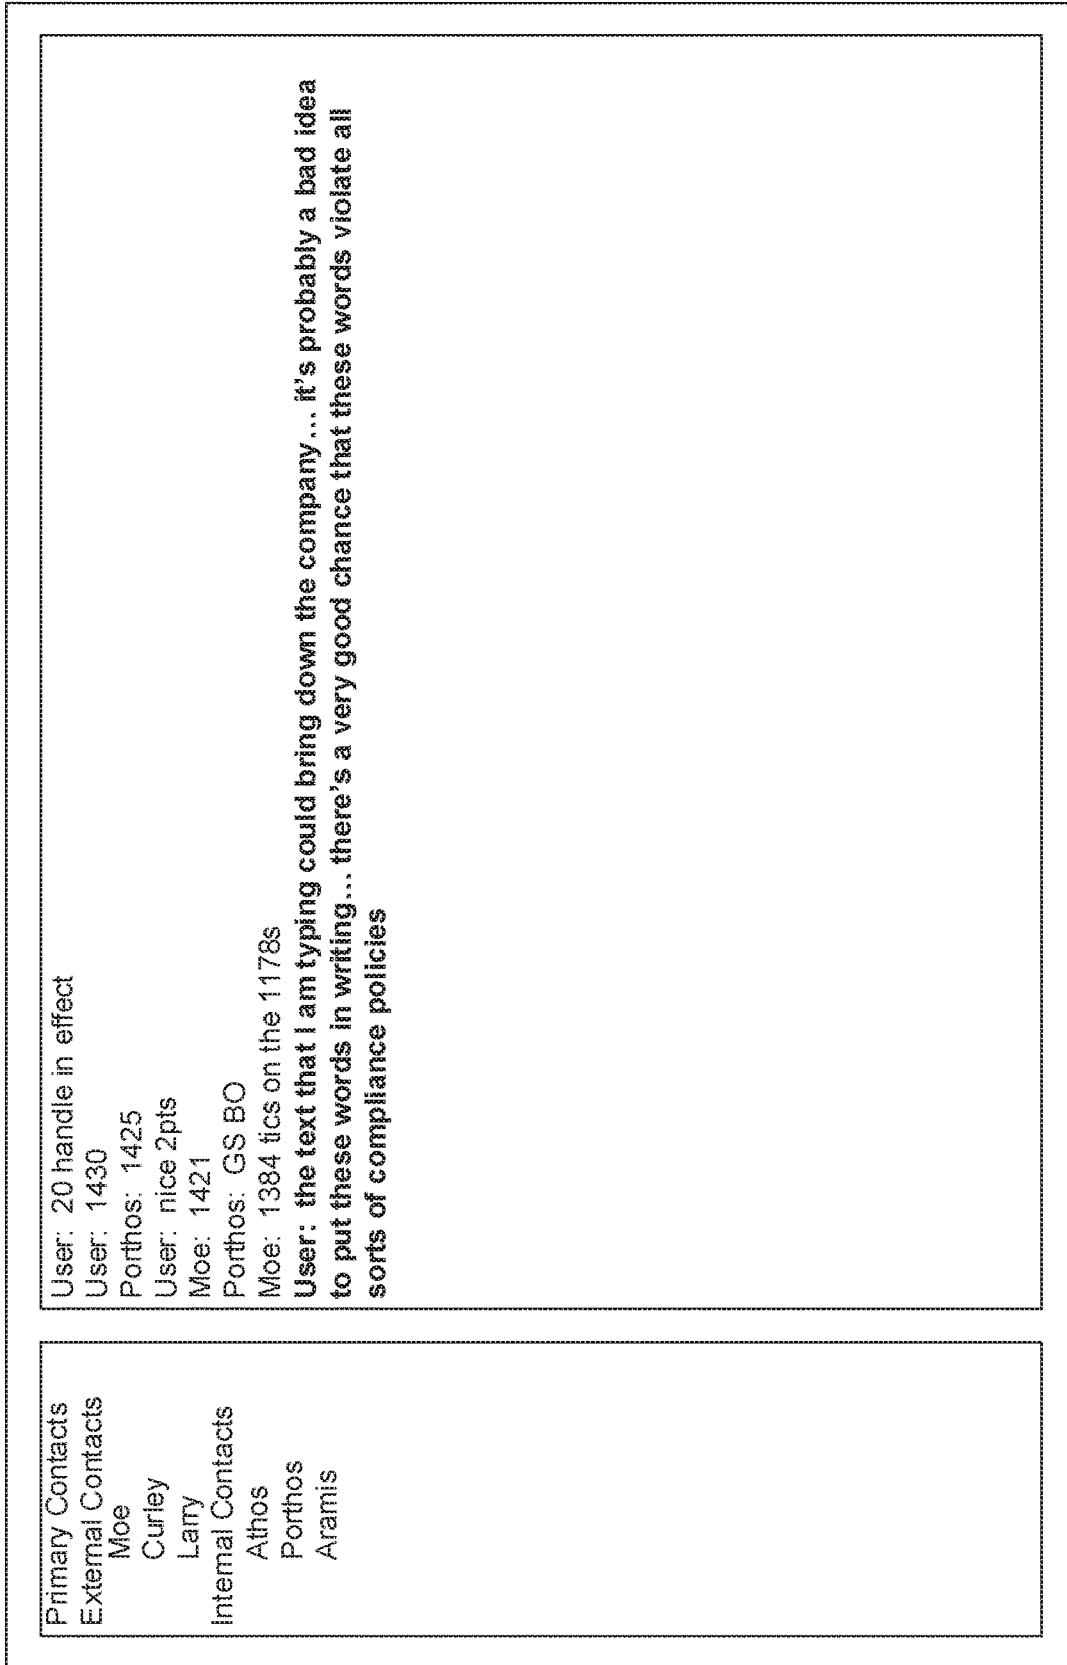 Primary Contacts
External Contacts
Moe
Curley
Larry
Internal Contacts
Athos
Porthos
Aramis
User: 20 handle in effect
User: 1430
Porthos: 1425
User: nice 2pts
Moe: 1421
Porthos: GS BO
Moe: 1384 tics on the 1178s
User: the text that I am typing could bring down the company... it's probably a bad idea
to put these words in writing... there's a very good chance that these words violate all
sorts of compliance policies